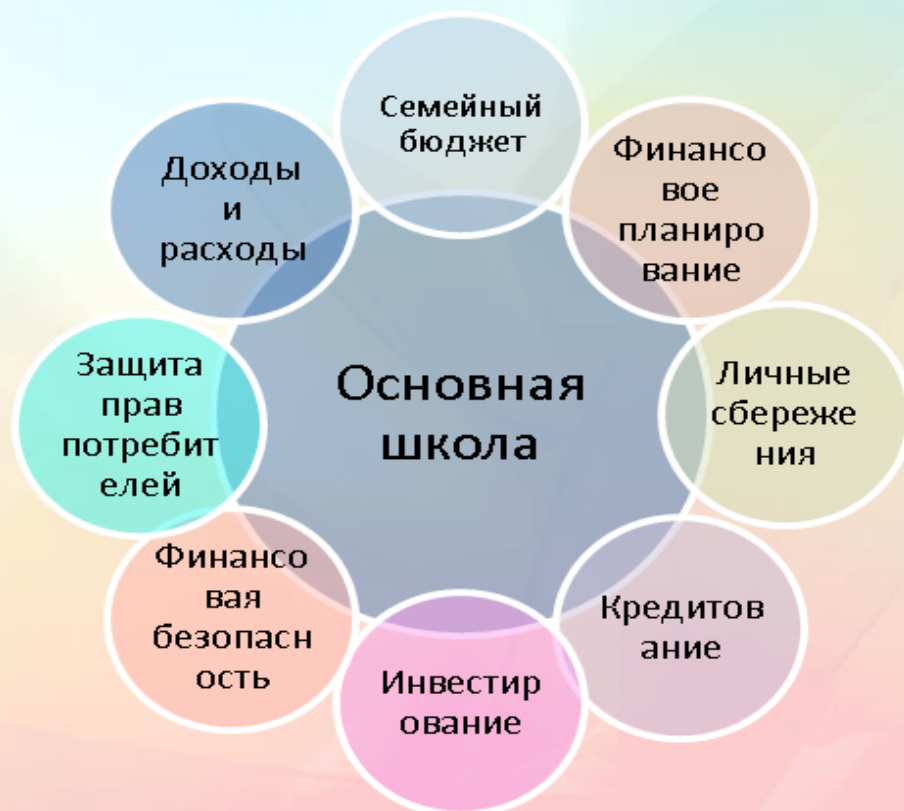 Семейный
бюджет
Финансо
вое
планиро
вание
Личные
сбереже
ния
Кредитов
ание
Инвестир
ование
Финансо
вая
безопасн
ость
Защита
прав
потребит
елей
Доходы
и
расходы
Основная
школа